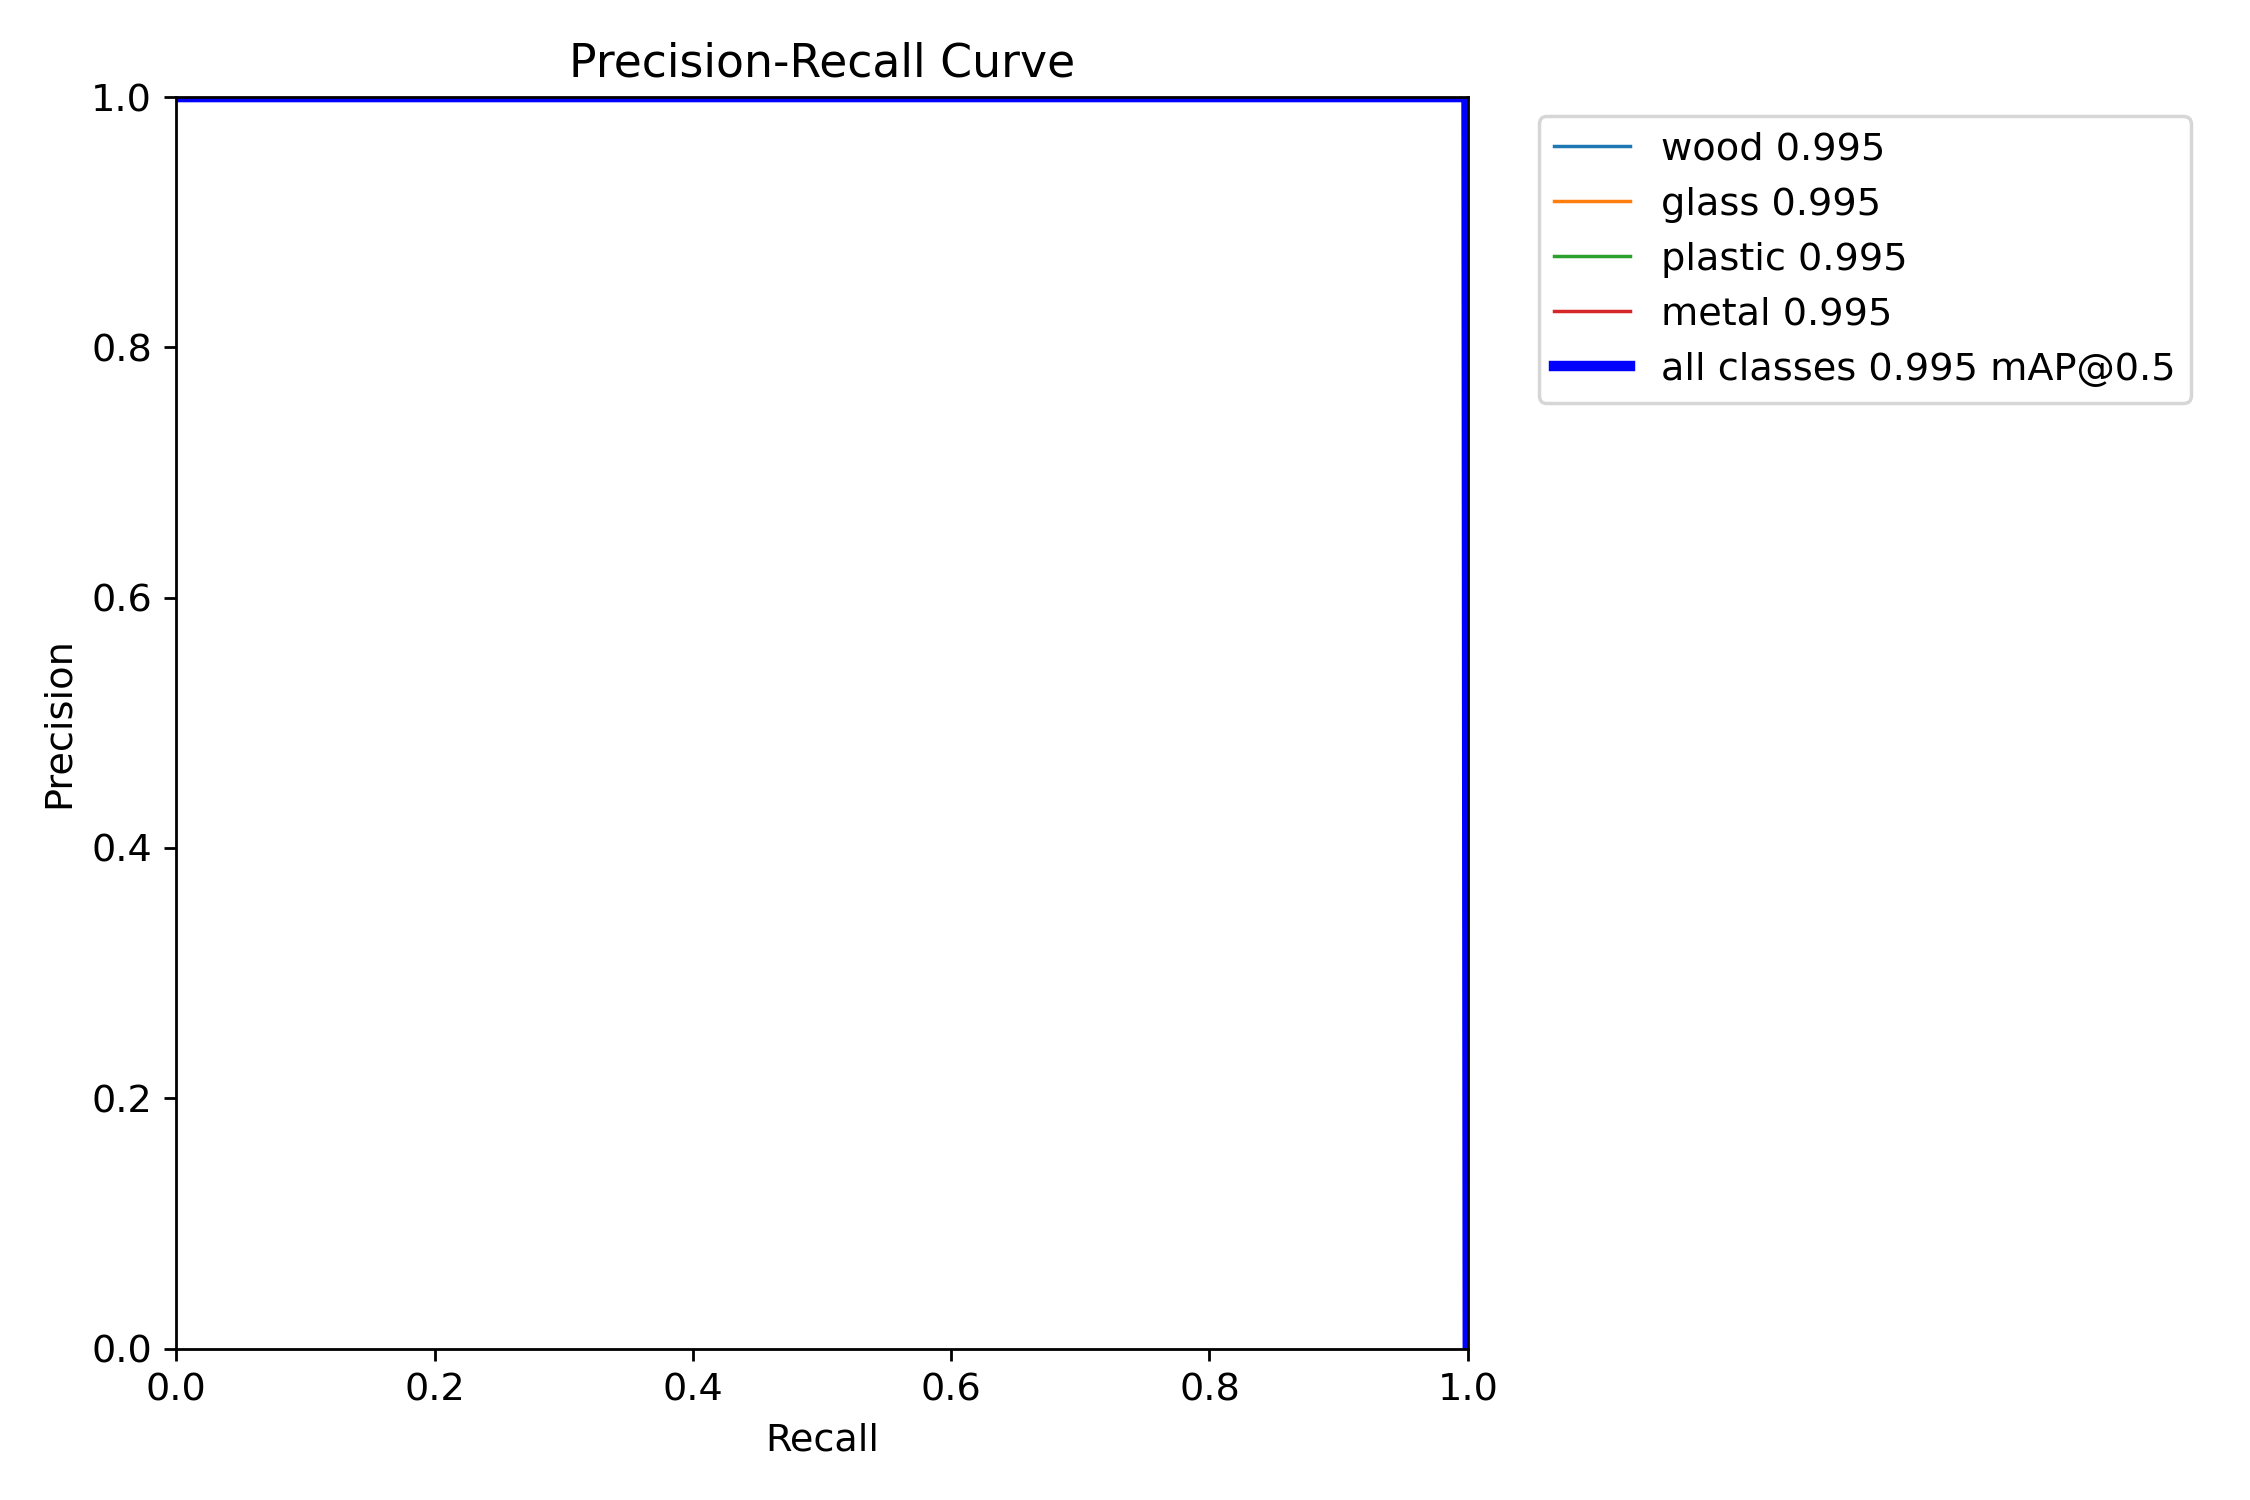 Precision-Recall Curve
1.0
0.8
0.6
0.4
0.2
0.0
Precision
0.0 0.2 0.4 0.6 0.8 1.0
Recall
wood 0.995
glass 0.995
plastic 0.995
metal 0.995
all classes 0.995 mAP@0.5